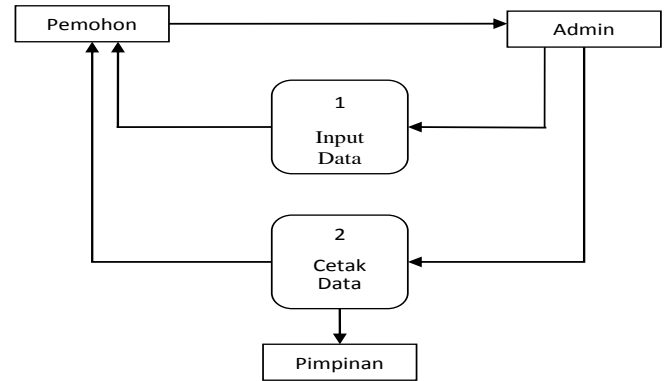 Pemohon
Admin
1
Input
Data
2
Cetak
Data
Pimpinan